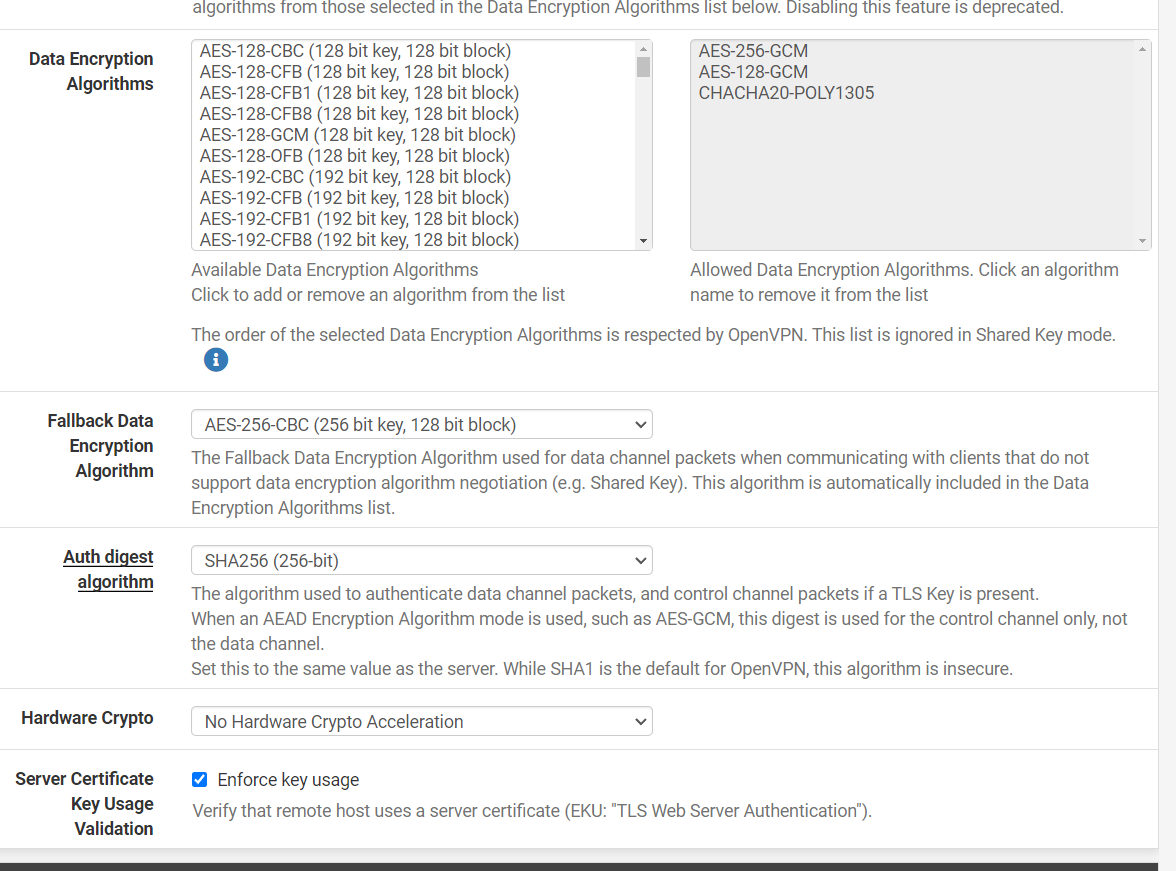 algorithms from those selected in the Data Encryption Algorithms list below. Disabling this feature is deprecated.
Data Encryption
Algorithms
AES-128-CBC (128 bit key, 128 bit block)
AES-128-CFB (128 bit key, 128 bit block)
AES-128-CFB1 (128 bit key, 128 bit block)
AES-128-CFB8 (128 bit key, 128 bit block)
AES-128-GCM (128 bit key, 128 bit block)
AES-128-OFB (128 bit key, 128 bit block)
AES-192-CBC (192 bit key, 128 bit block)
AES-192-CFB (192 bit key, 128 bit block)
AES-192-CFB1 (192 bit key, 128 bit block)
AES-192-CFB8 (192 bit key, 128 bit block)
Available Data Encryption Algorithms
Click to add or remove an algorithm from the list
AES-256-GCM
AES-128-GCM
CHACHA20-POLY1305
Allowed Data Encryption Algorithms. Click an algorithm
name to remove it from the list
The order of the selected Data Encryption Algorithms is respected by OpenVPN. This list is ignored in Shared Key mode.
Fallback Data
Encryption
Algorithm
AES-256-CBC (256 bit key, 128 bit block)
The Fallback Data Encryption Algorithm used for data channel packets when communicating with clients that do not
support data encryption algorithm negotiation (e.g. Shared Key). This algorithm is automatically included in the Data
Encryption Algorithms list.
Auth digest
algorithm
SHA256 (256-bit)
The algorithm used to authenticate data channel packets, and control channel packets if a TLS Key is present.
When an AEAD Encryption Algorithm mode is used, such as AES-GCM, this digest is used for the control channel only, not
the data channel.
Set this to the same value as the server. While SHA1 is the default for OpenVPN, this algorithm is insecure.
Hardware Crypto
No Hardware Crypto Acceleration
Server Certificate
Key Usage
Validation
Enforce key usage
Verify that remote host uses a server certificate (EKU: "TLS Web Server Authentication").